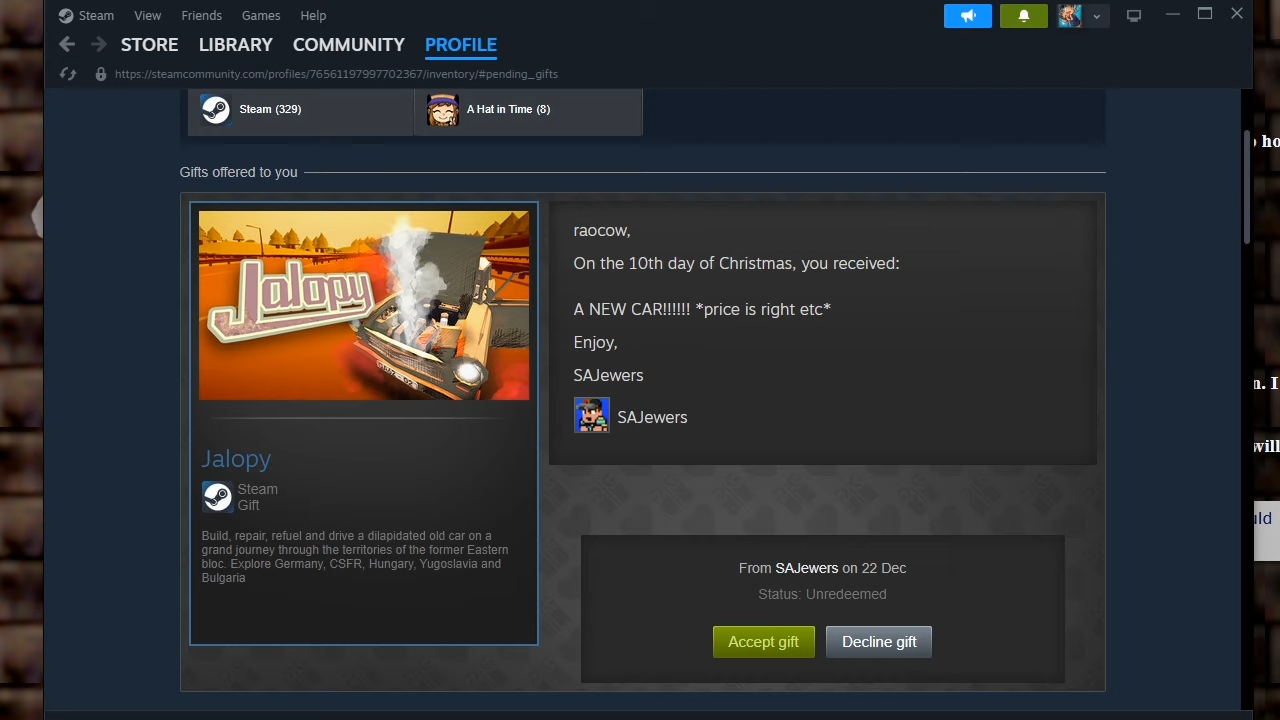 Steam View Friends Games Help
STORE LIBRARY COMMUNITY PROFILE
https://steamcommunity.com/profiles/76561197997702367/inventory/#pending_gifts
Steam (329)
A Hat in Time (8)
Gifts offered to you
Jalopy
Jalopy
Steam
Gift
Build, repair, refuel and drive a dilapidated old car on a
grand journey through the territories of the former Eastern
bloc. Explore Germany, CSFR, Hungary, Yugoslavia and
Bulgaria
raocow,
On the 10th day of Christmas, you received:
A NEW CAR!!!!!! *price is right etc*
Enjoy,
SAJewers
SAJewers
From SAJewers on 22 Dec
Status: Unredeemed
Accept gift
Decline gift
ho
. I
will